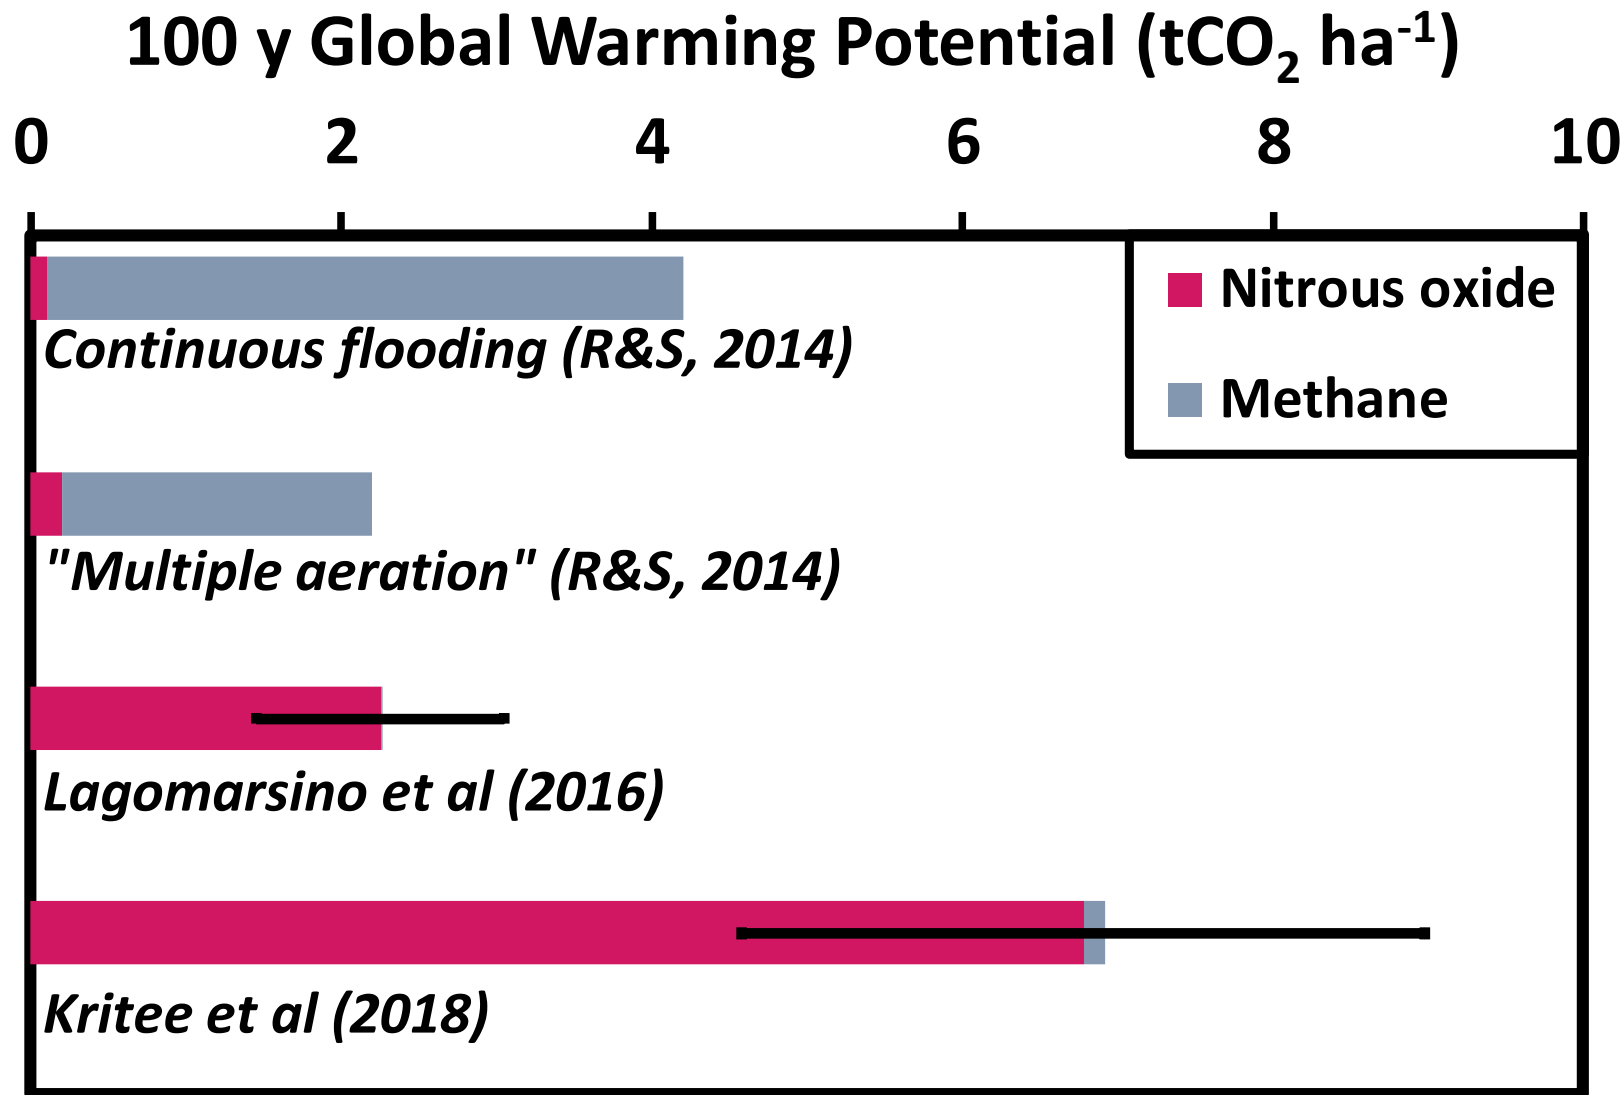 100 y Global Warming Potential (tCO₂ ha⁻¹)
0 2 4 6 8 10
Nitrous oxide
Methane
Continuous flooding (R&S, 2014)
"Multiple aeration" (R&S, 2014)
Lagomarsino et al (2016)
Kritee et al (2018)